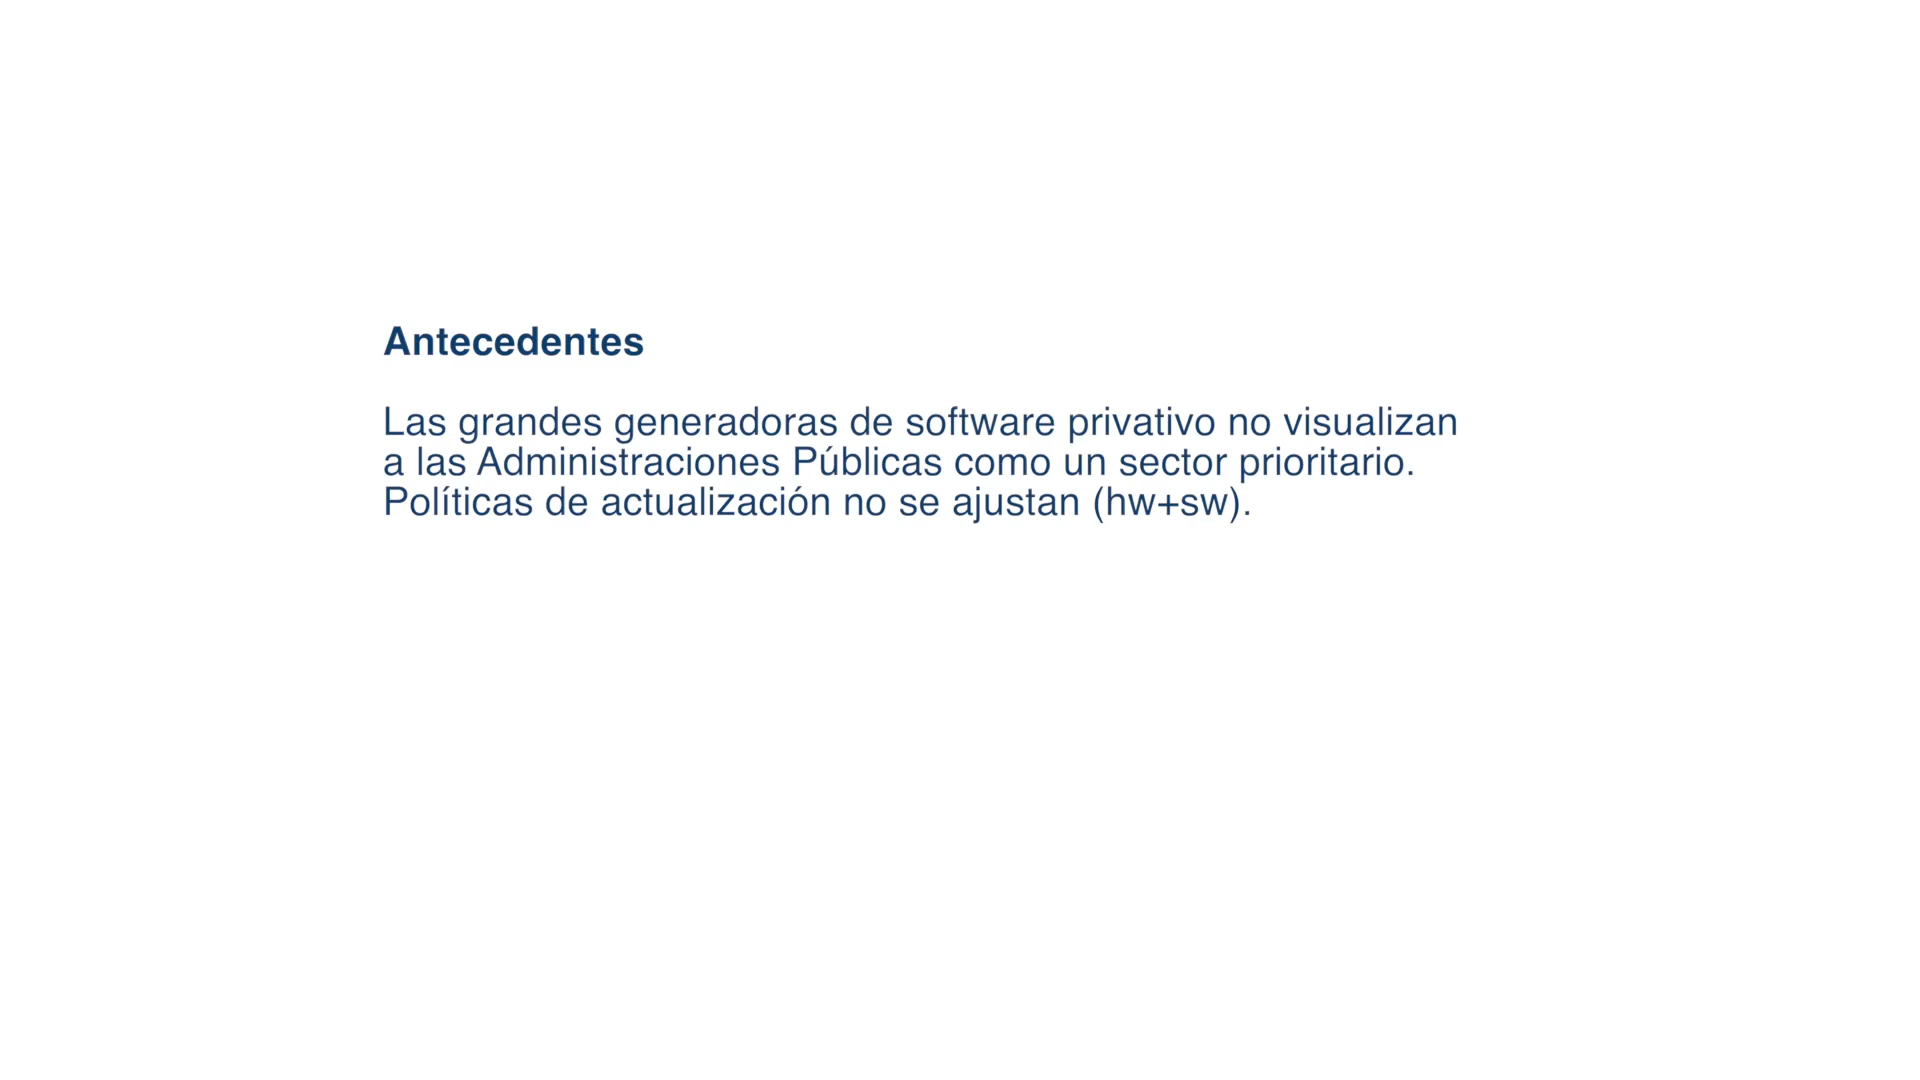 Antecedentes
Las grandes generadoras de software privativo no visualizan
a las Administraciones Públicas como un sector prioritario.
Políticas de actualización no se ajustan (hw+sw).